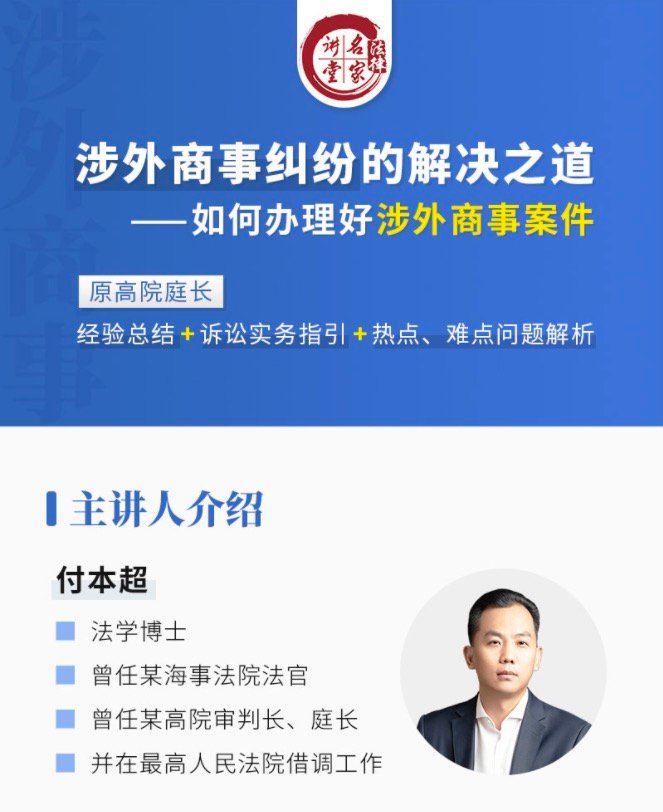 名家
讲堂
法律
涉外商事
涉外商事纠纷的解决之道
——如何办理好涉外商事案件
原高院庭长
经验总结+诉讼实务指引+热点、难点问题解析
主讲人介绍
付本超
法学博士
曾任某海事法院法官
曾任某高院审判长、庭长
并在最高人民法院借调工作